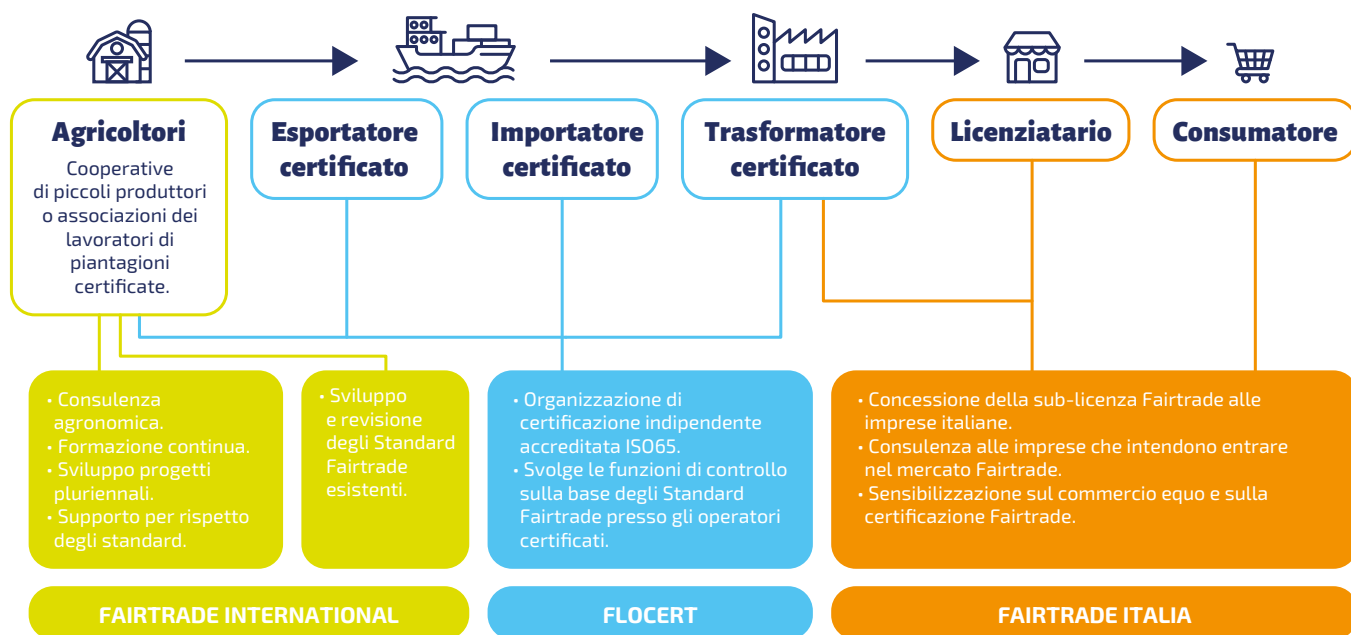 Agricoltori
Cooperative
di piccoli produttori
o associazioni dei
lavoratori di
piantagioni
certificate.
Esportatore
certificato
Importatore
certificato
Trasformatore
certificato
Licenziatario
Consumatore
• Consulenza
agronomica.
• Formazione continua.
• Sviluppo progetti
pluriennali.
• Supporto per rispetto
degli standard.
• Sviluppo
e revisione
degli Standard
Fairtrade
esistenti.
• Organizzazione di
certificazione indipendente
accreditata ISO65.
• Svolge le funzioni di controllo
sulla base degli Standard
Fairtrade presso gli operatori
certificati.
• Concessione della sub-licenza Fairtrade alle
imprese italiane.
• Consulenza alle imprese che intendono entrare
nel mercato Fairtrade.
• Sensibilizzazione sul commercio equo e sulla
certificazione Fairtrade.
FAIRTRADE INTERNATIONAL
FLOCERT
FAIRTRADE ITALIA